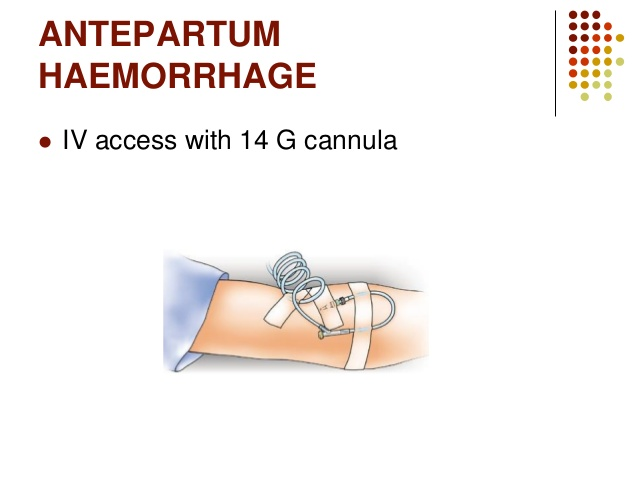 ANTEPARTUM
HAEMORRHAGE
IV access with 14 G cannula